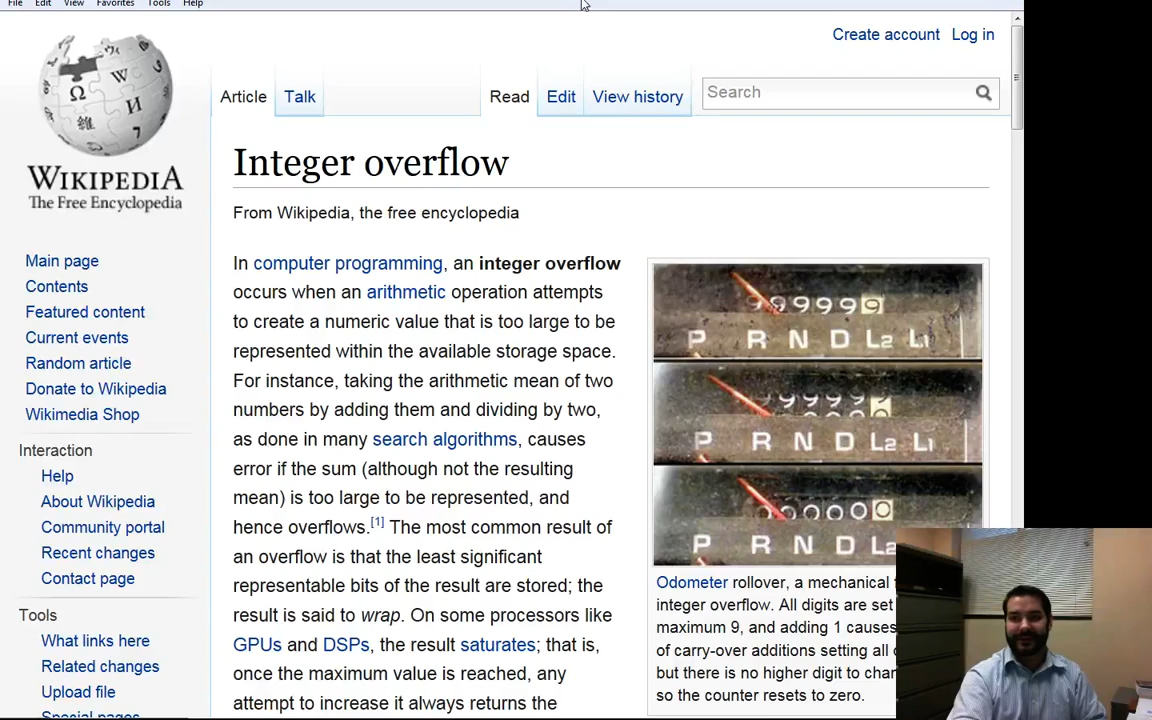 File Edit View Favorites Tools Help
Create account Log in
Article Talk Read Edit View history Search
WIKIPEDIA
The Free Encyclopedia
Integer overflow
From Wikipedia, the free encyclopedia
Main page
Contents
Featured content
Current events
Random article
Donate to Wikipedia
Wikimedia Shop
Interaction
Help
About Wikipedia
Community portal
Recent changes
Contact page
Tools
What links here
Related changes
Upload file
Special pages
In computer programming, an integer overflow
occurs when an arithmetic operation attempts
to create a numeric value that is too large to be
represented within the available storage space.
For instance, taking the arithmetic mean of two
numbers by adding them and dividing by two,
as done in many search algorithms, causes
error if the sum (although not the resulting
mean) is too large to be represented, and
hence overflows.[1] The most common result of
an overflow is that the least significant
representable bits of the result are stored; the
result is said to wrap. On some processors like
GPUs and DSPs, the result saturates; that is,
once the maximum value is reached, any
attempt to increase it always returns the
99999 9
P R N D L2 L1
P R N D L2 L1
P R N D L2
Odometer rollover, a mechanical
integer overflow. All digits are set
maximum 9, and adding 1 causes
of carry-over additions setting all
but there is no higher digit to
so the counter resets to zero.